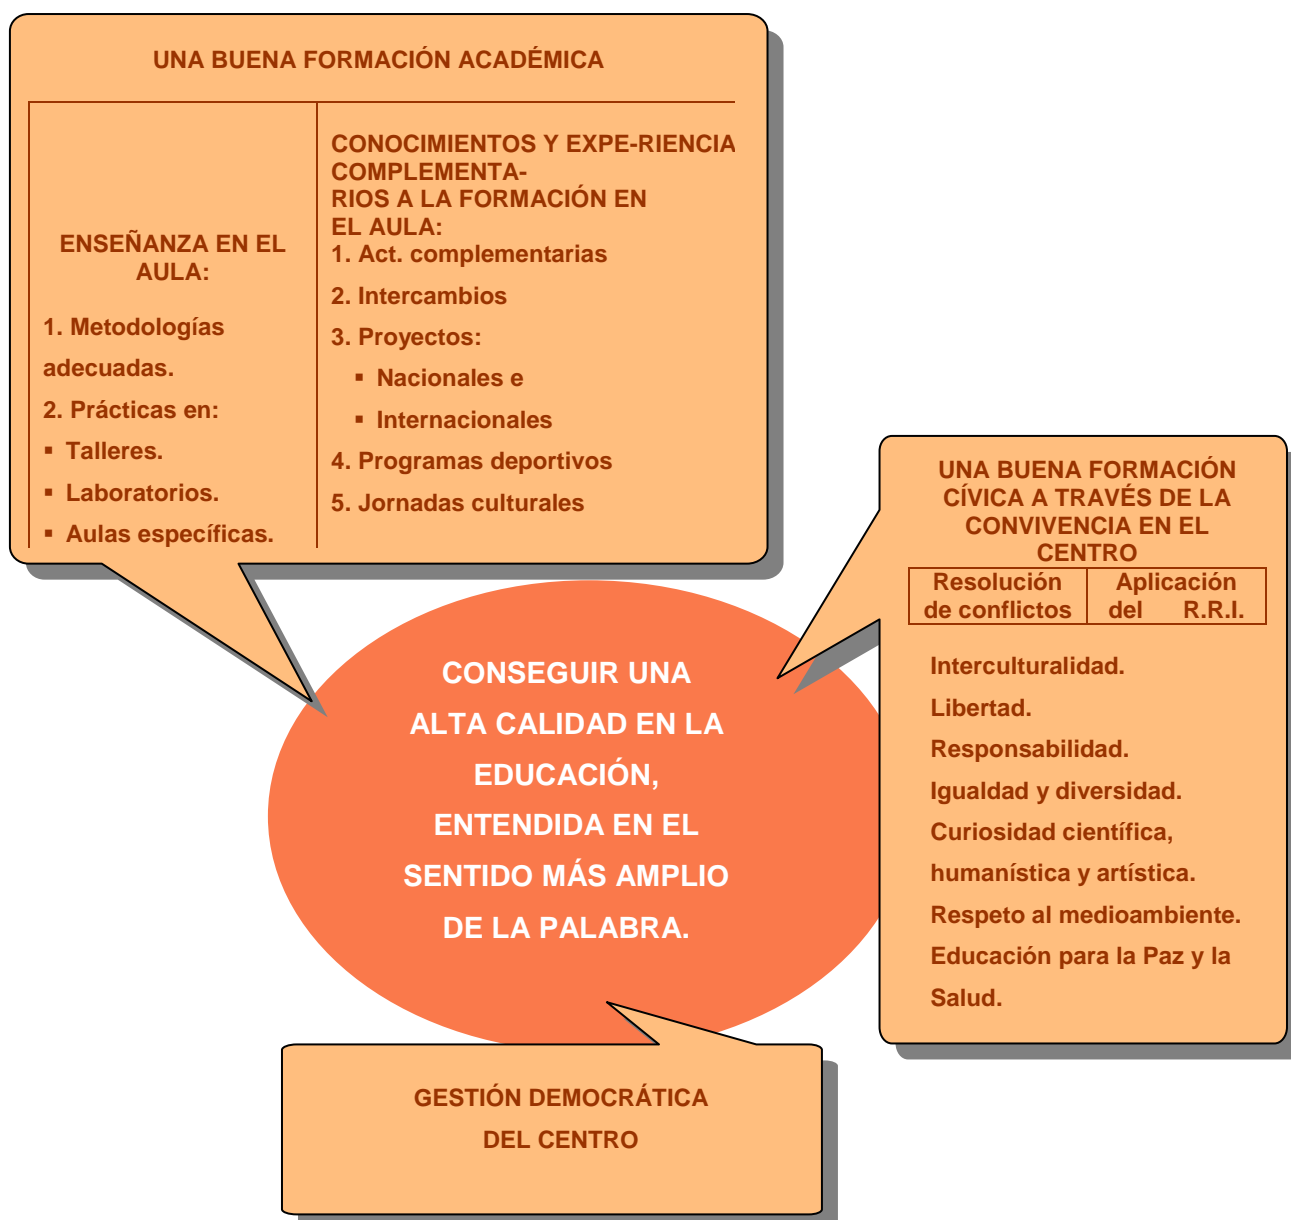 UNA BUENA FORMACIÓN ACADÉMICA
ENSEÑANZA EN EL
AULA:
1. Metodologías
adecuadas.
2. Prácticas en:
▪ Talleres.
▪ Laboratorios.
▪ Aulas específicas.
CONOCIMIENTOS Y EXPE-RIENCIA
COMPLEMENTA-
RIOS A LA FORMACIÓN EN
EL AULA:
1. Act. complementarias
2. Intercambios
3. Proyectos:
▪ Nacionales e
▪ Internacionales
4. Programas deportivos
5. Jornadas culturales
UNA BUENA FORMACIÓN
CÍVICA A TRAVÉS DE LA
CONVIVENCIA EN EL
CENTRO
Resolución
de conflictos
Aplicación
del R.R.I.
Interculturalidad.
Libertad.
Responsabilidad.
Igualdad y diversidad.
Curiosidad científica,
humanística y artística.
Respeto al medioambiente.
Educación para la Paz y la
Salud.
CONSEGUIR UNA
ALTA CALIDAD EN LA
EDUCACIÓN,
ENTENDIDA EN EL
SENTIDO MÁS AMPLIO
DE LA PALABRA.
GESTIÓN DEMOCRÁTICA
DEL CENTRO